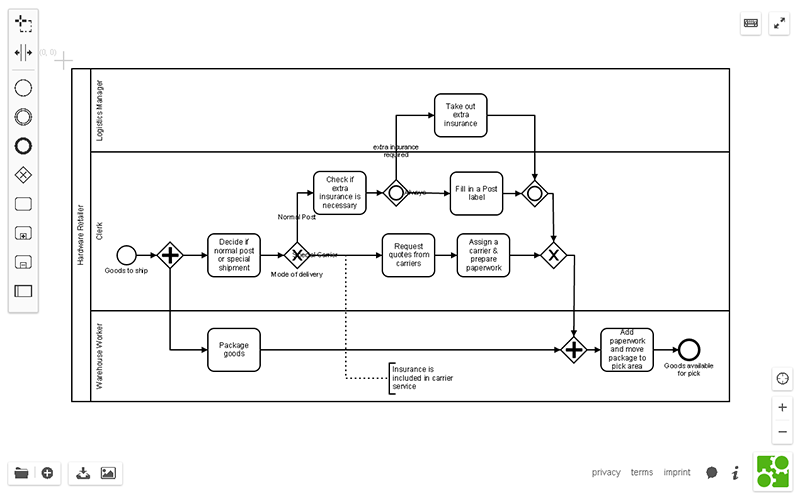 (0, 0)
Hardware Retailer
Logistics Manager
Take out
extra
insurance
extra insurance
required
Clerk
Check if
extra
insurance is
necessary
always
Fill in a Post
label
Normal Post
Goods to ship
Decide if
normal post
or special
shipment
Special Carrier
Mode of delivery
Request
quotes from
carriers
Assign a
carrier &
prepare
paperwork
Warehouse Worker
Package
goods
Insurance is
included in carrier
service
Add
paperwork
and move
package to
pick area
Goods available
for pick
privacy terms imprint